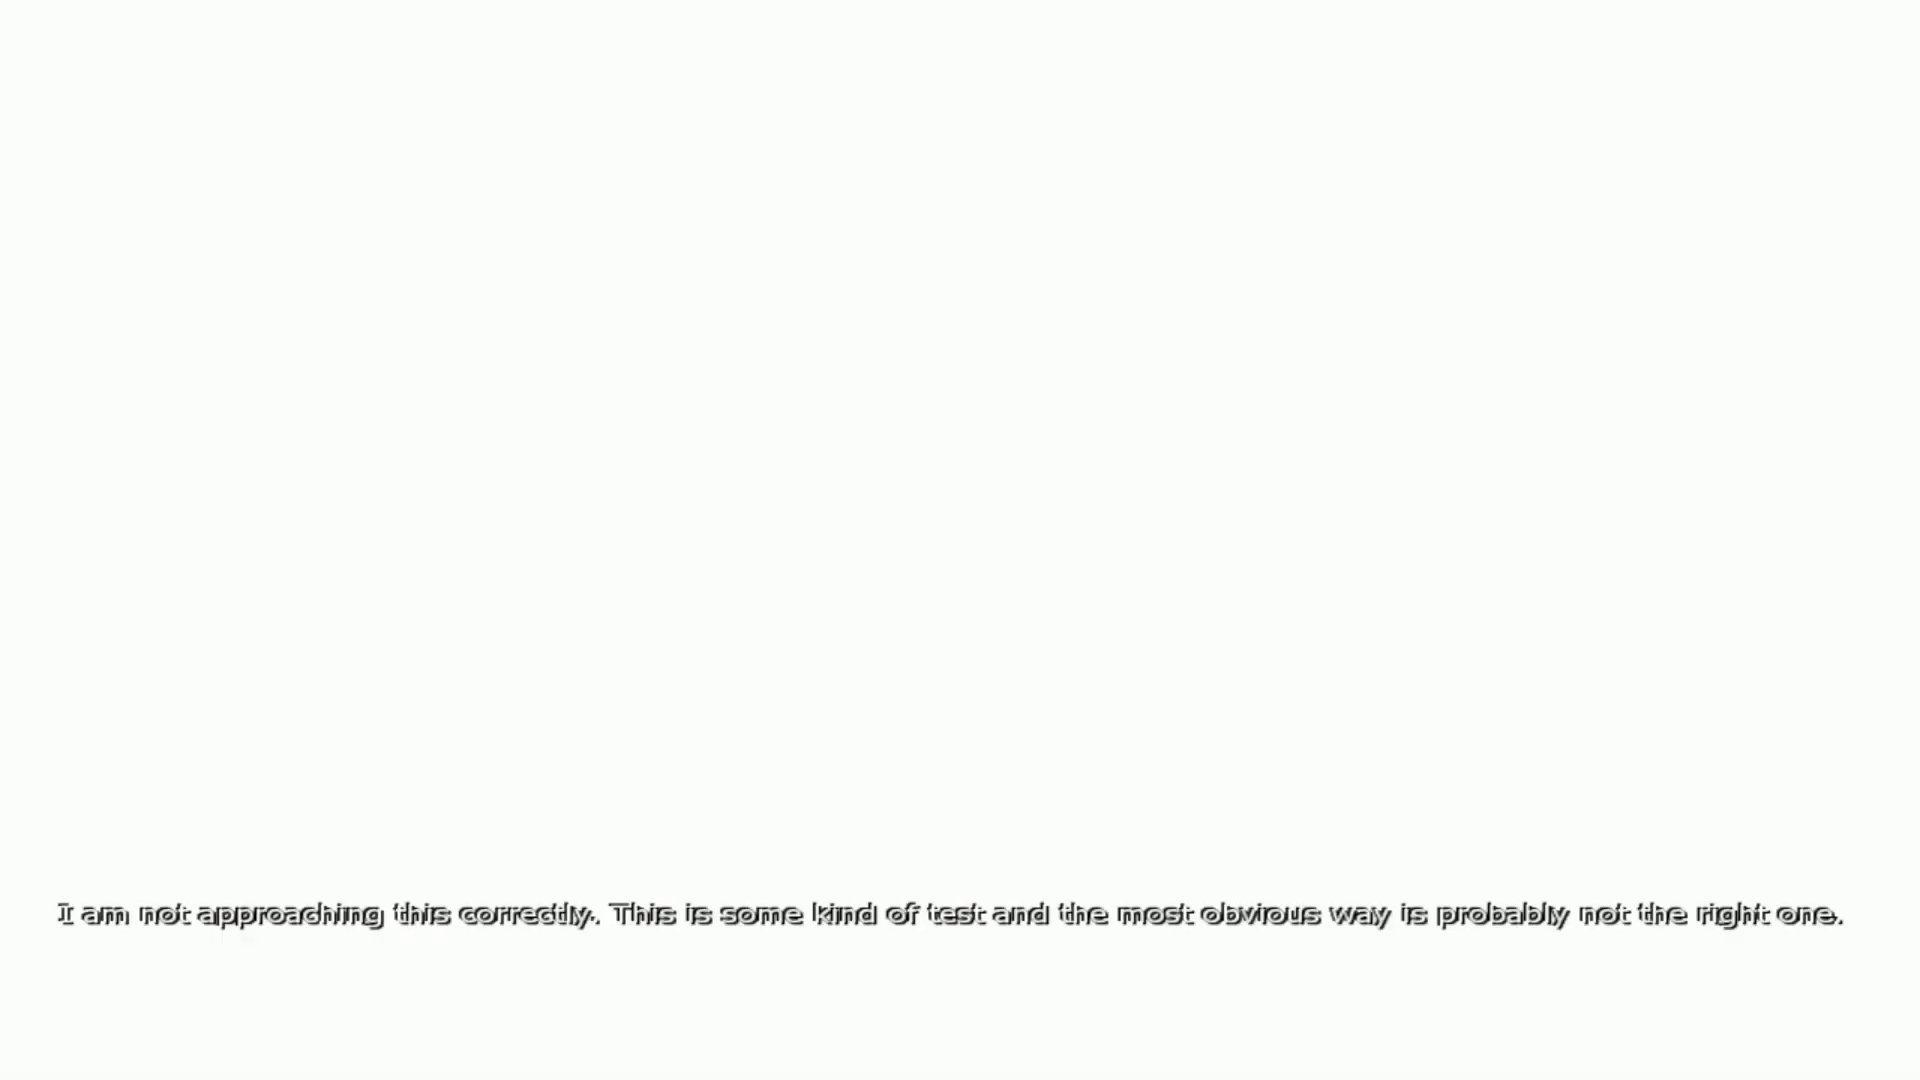 I am not approaching this correctly. This is some kind of test and the most obvious way is probably not the right one.